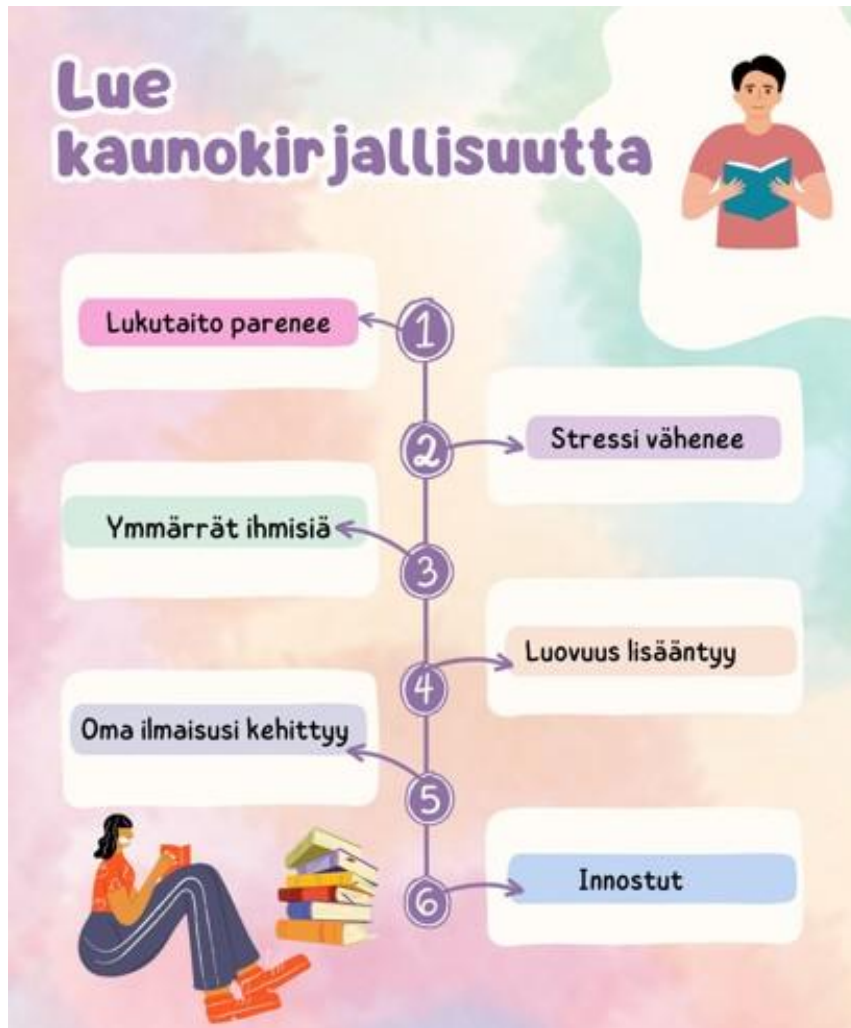 Lue
kaunokirjallisuutta
Lukutaito parenee
1
2
Stressi vähenee
Ymmärrät ihmisiä
3
4
Luovuus lisääntyy
Oma ilmaisusi kehittyy
5
6
Innostut